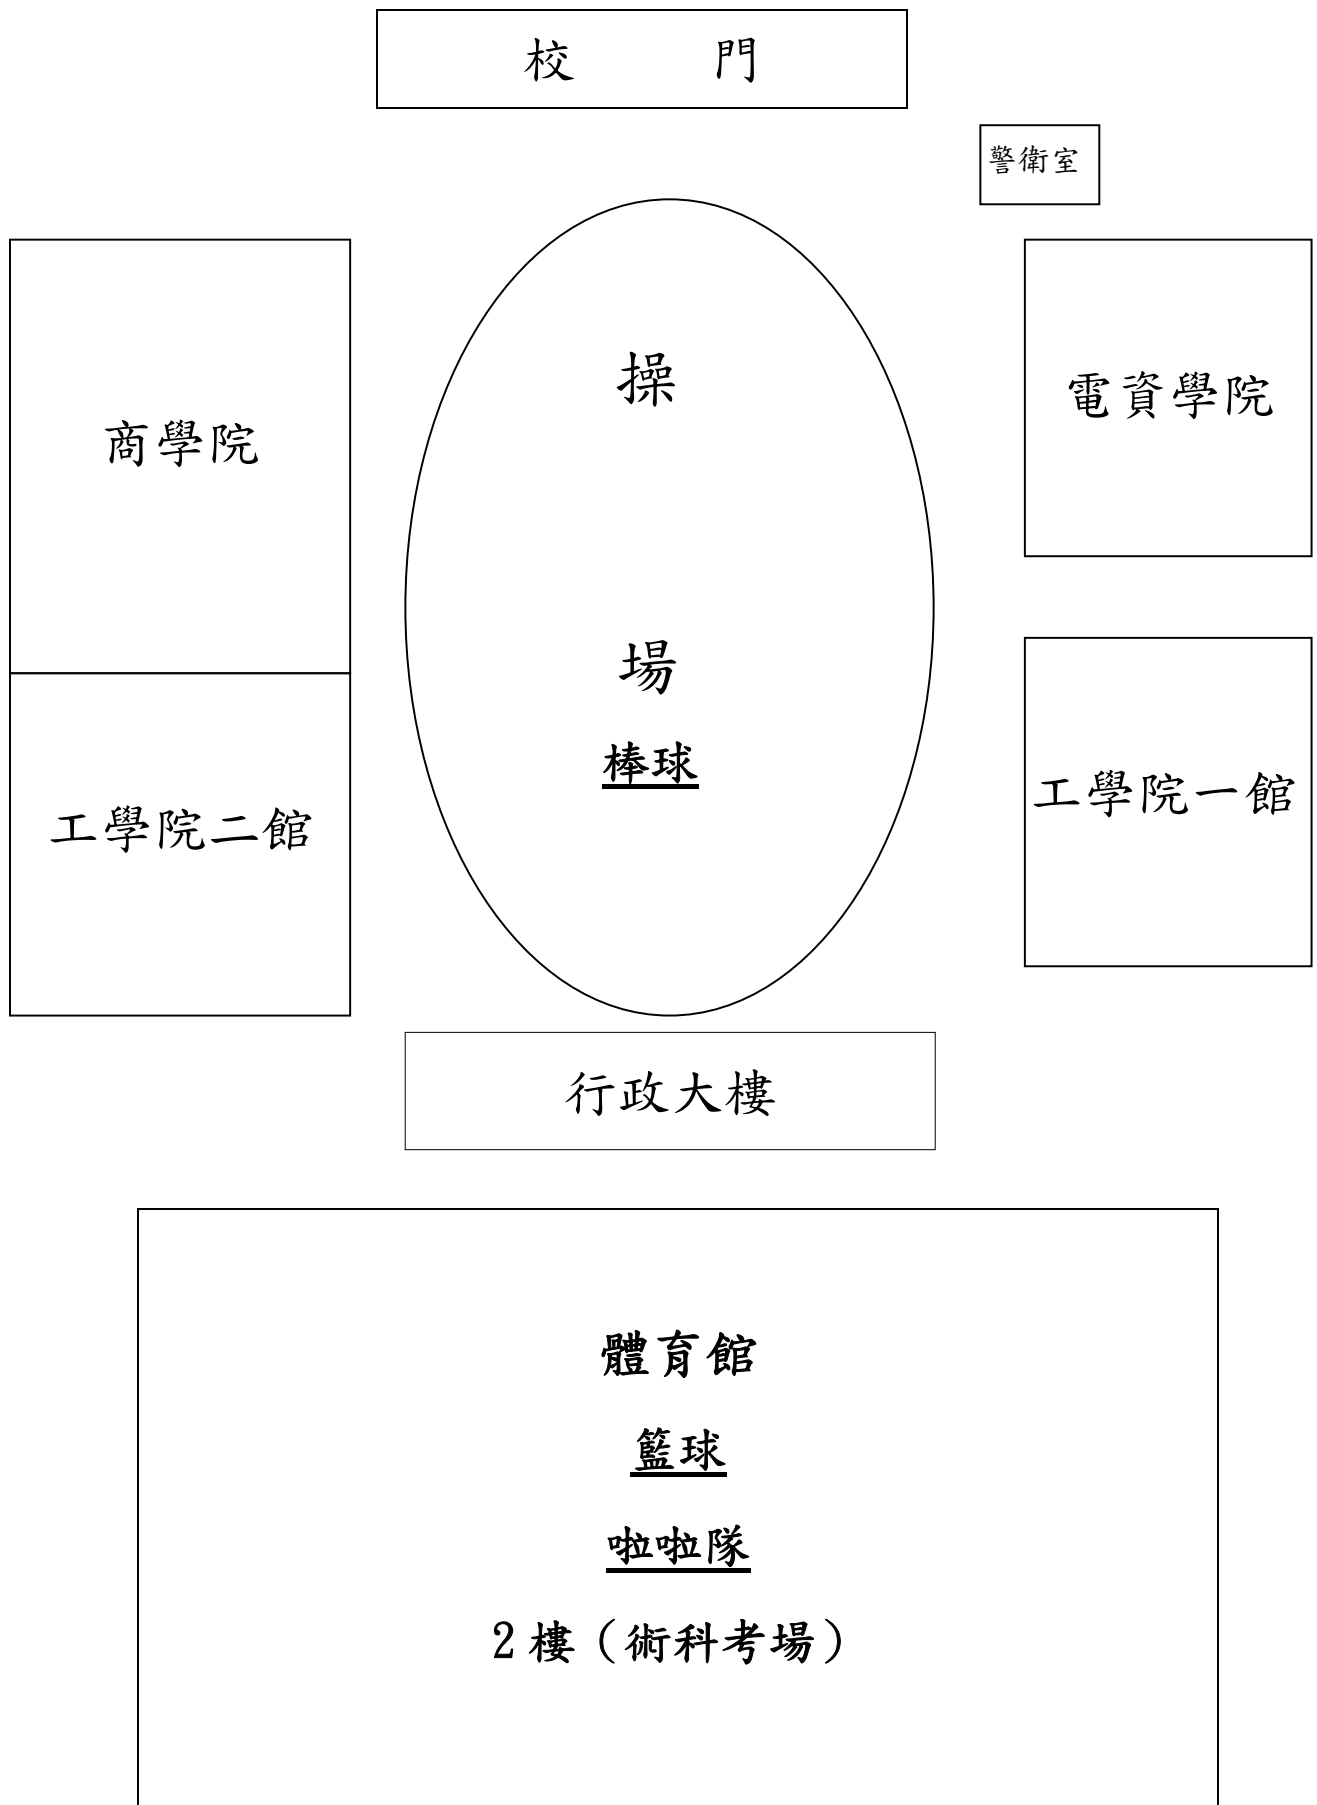 校門
警衛室
操
電資學院
商學院
場
棒球
工學院一館
工學院二館
行政大樓
體育館
籃球
啦啦隊
2樓（術科考場）